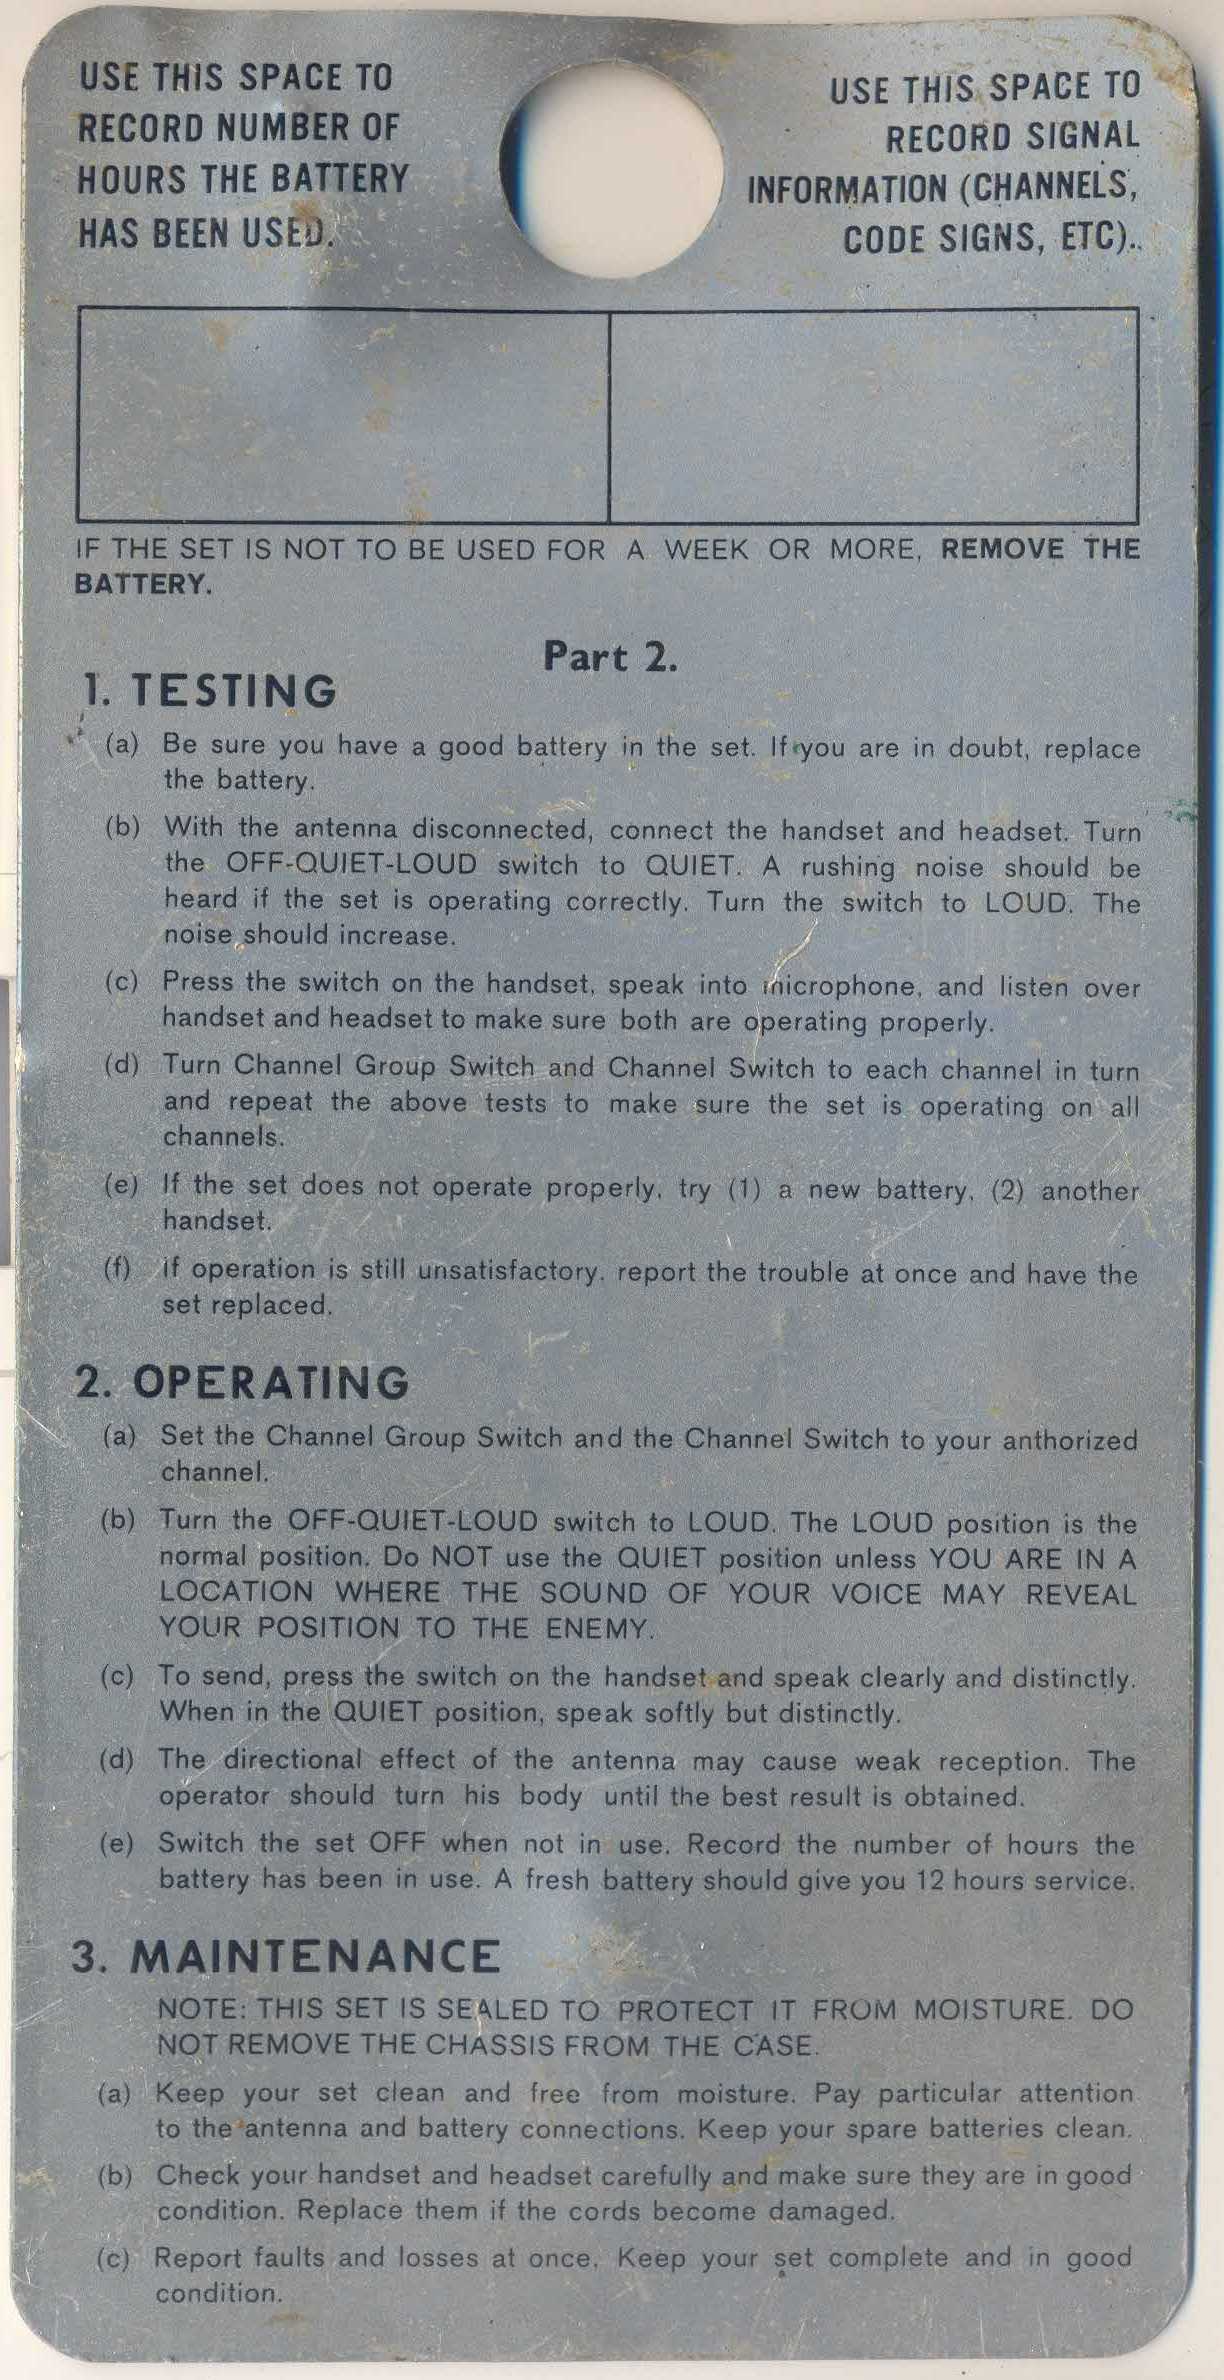 USE THIS SPACE TO
RECORD NUMBER OF
HOURS THE BATTERY
HAS BEEN USED.
USE THIS SPACE TO
RECORD SIGNAL
INFORMATION (CHANNELS,
CODE SIGNS, ETC)..
IF THE SET IS NOT TO BE USED FOR A WEEK OR MORE, REMOVE THE
BATTERY.
Part 2.
1. TESTING
(a) Be sure you have a good battery in the set. If you are in doubt, replace
the battery.
(b) With the antenna disconnected, connect the handset and headset. Turn
the OFF-QUIET-LOUD switch to QUIET. A rushing noise should be
heard if the set is operating correctly. Turn the switch to LOUD. The
noise should increase.
(c) Press the switch on the handset, speak into microphone, and listen over
handset and headset to make sure both are operating properly.
(d) Turn Channel Group Switch and Channel Switch to each channel in turn
and repeat the above tests to make sure the set is operating on all
channels.
(e) If the set does not operate properly, try (1) a new battery, (2) another
handset.
(f) if operation is still unsatisfactory, report the trouble at once and have the
set replaced.
2. OPERATING
(a) Set the Channel Group Switch and the Channel Switch to your anthorized
channel.
(b) Turn the OFF-QUIET-LOUD switch to LOUD. The LOUD position is the
normal position. Do NOT use the QUIET position unless YOU ARE IN A
LOCATION WHERE THE SOUND OF YOUR VOICE MAY REVEAL
YOUR POSITION TO THE ENEMY.
(c) To send, press the switch on the handset and speak clearly and distinctly.
When in the QUIET position, speak softly but distinctly.
(d) The directional effect of the antenna may cause weak reception. The
operator should turn his body until the best result is obtained.
(e) Switch the set OFF when not in use. Record the number of hours the
battery has been in use. A fresh battery should give you 12 hours service.
3. MAINTENANCE
NOTE: THIS SET IS SEALED TO PROTECT IT FROM MOISTURE. DO
NOT REMOVE THE CHASSIS FROM THE CASE.
(a) Keep your set clean and free from moisture. Pay particular attention
to the antenna and battery connections. Keep your spare batteries clean.
(b) Check your handset and headset carefully and make sure they are in good
condition. Replace them if the cords become damaged.
(c) Report faults and losses at once. Keep your set complete and in good
condition.